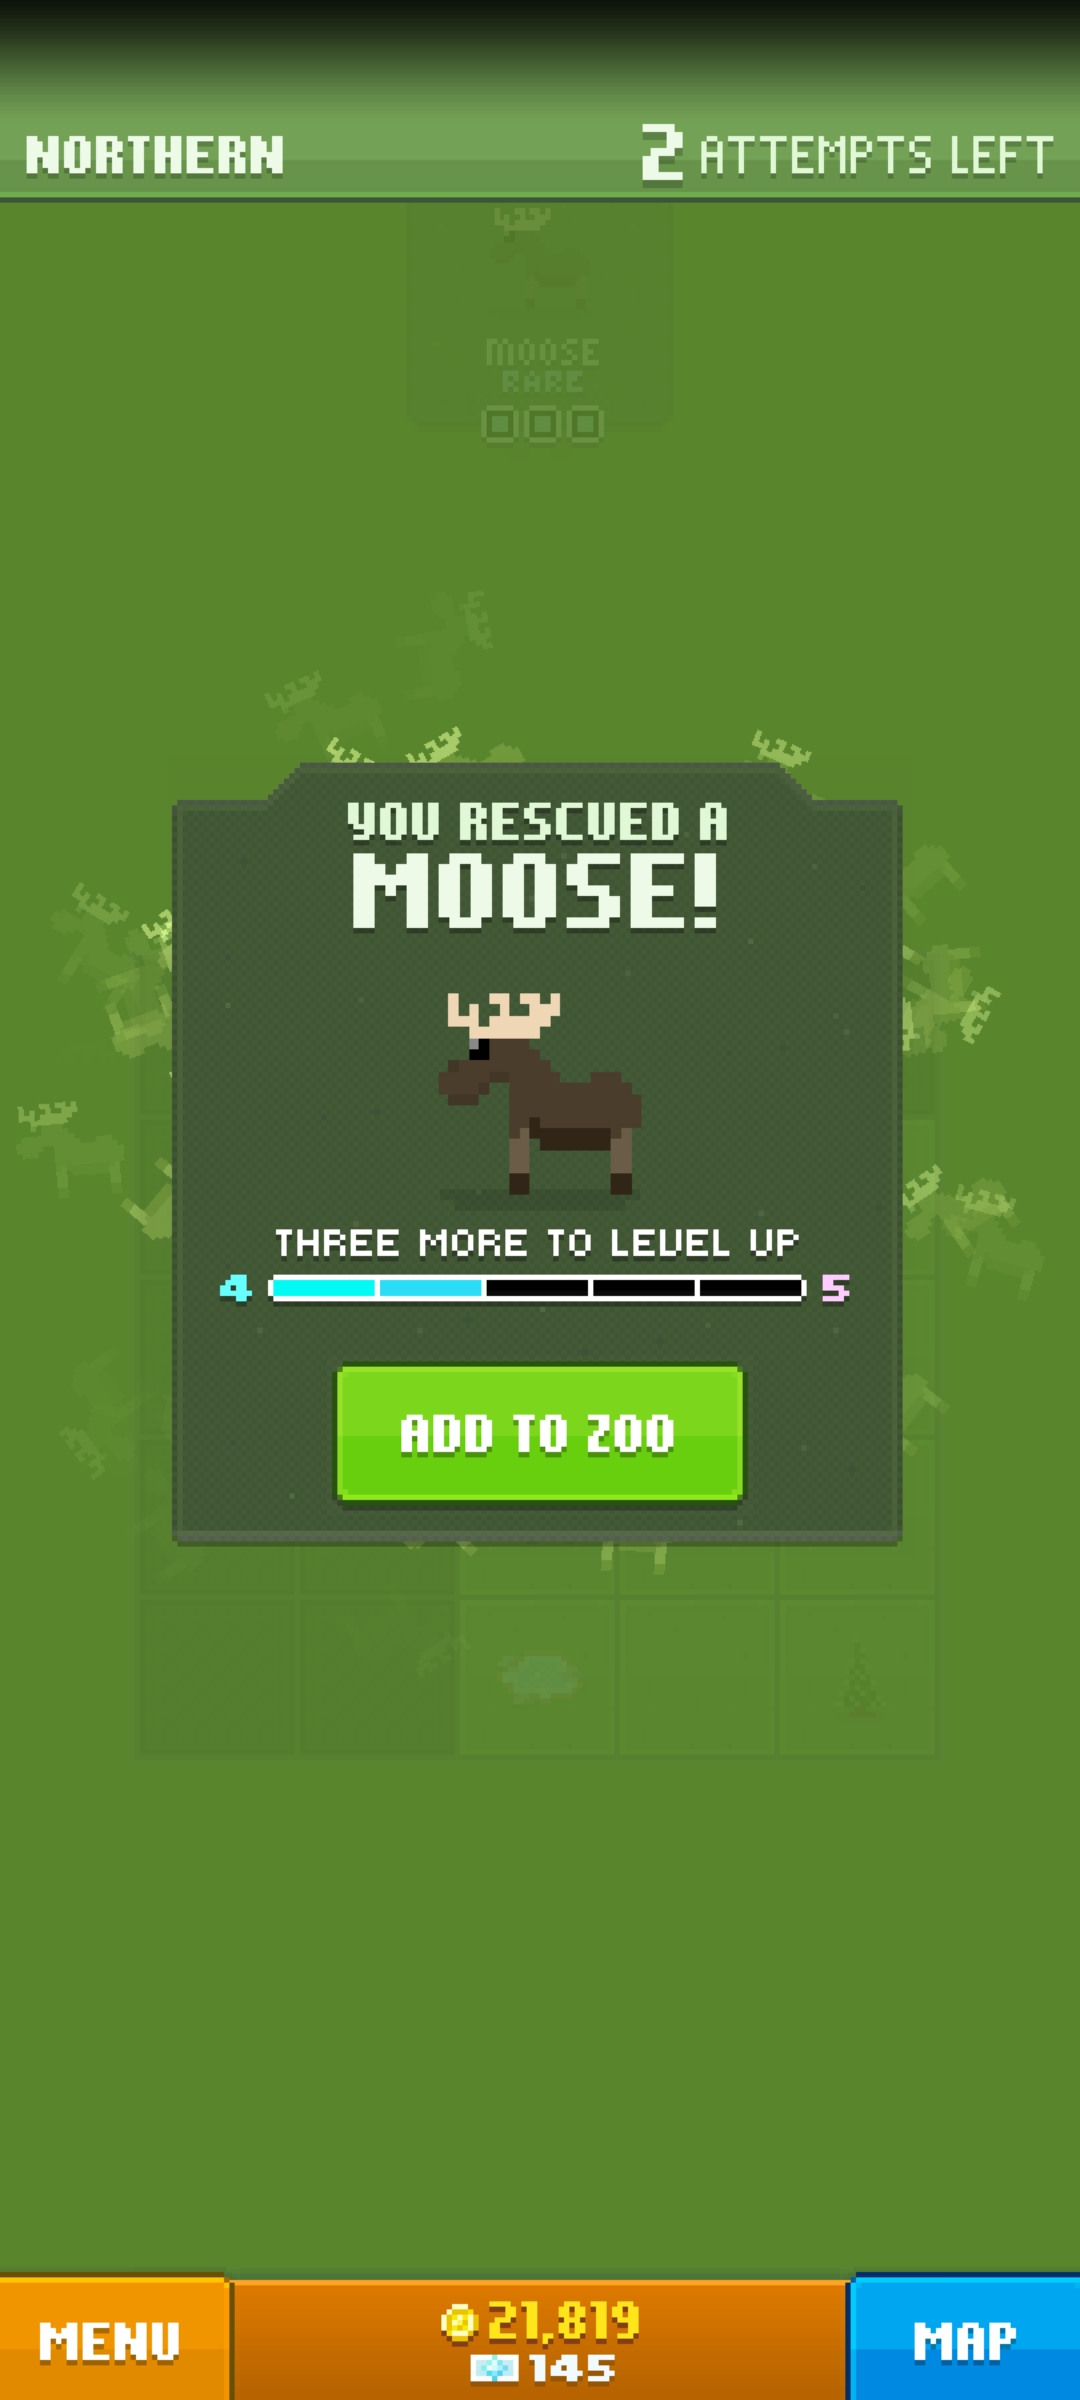 NORTHERN
2 ATTEMPTS LEFT
MOOSE
RARE
YOU RESCUED A
MOOSE!
THREE MORE TO LEVEL UP
4 5
ADD TO ZOO
MENU
21,819
145
MAP